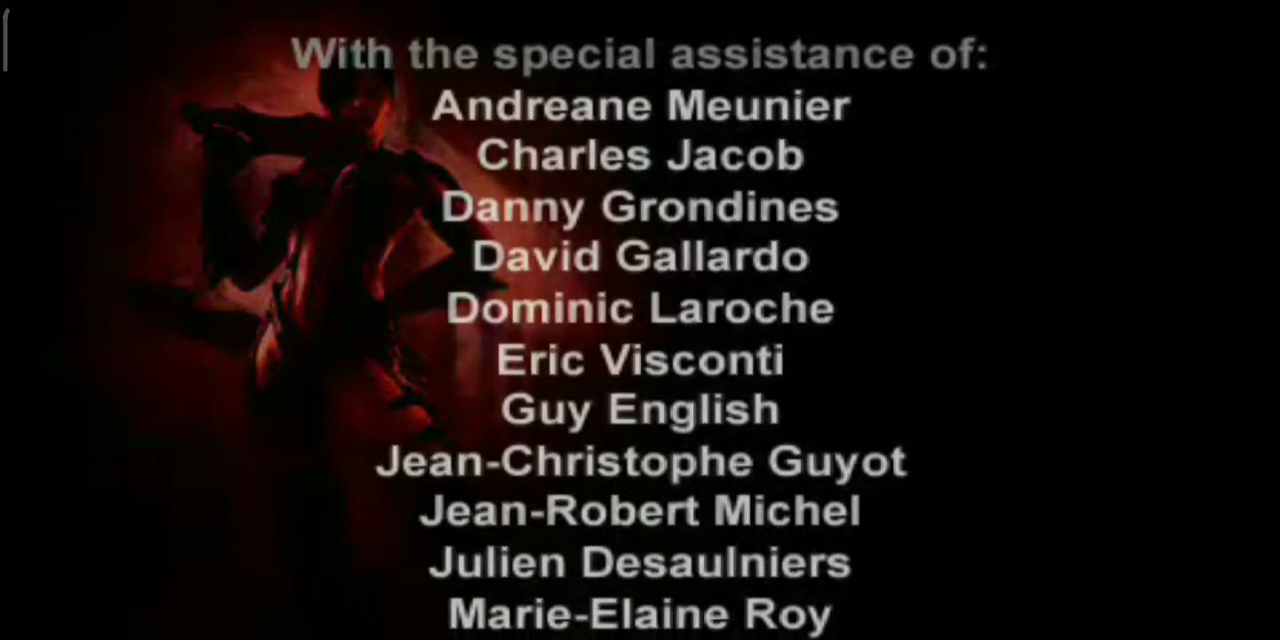 With the special assistance of:
Andreane Meunier
Charles Jacob
Danny Grondines
David Gallardo
Dominic Laroche
Eric Visconti
Guy English
Jean-Christophe Guyot
Jean-Robert Michel
Julien Desaulniers
Marie-Elaine Roy